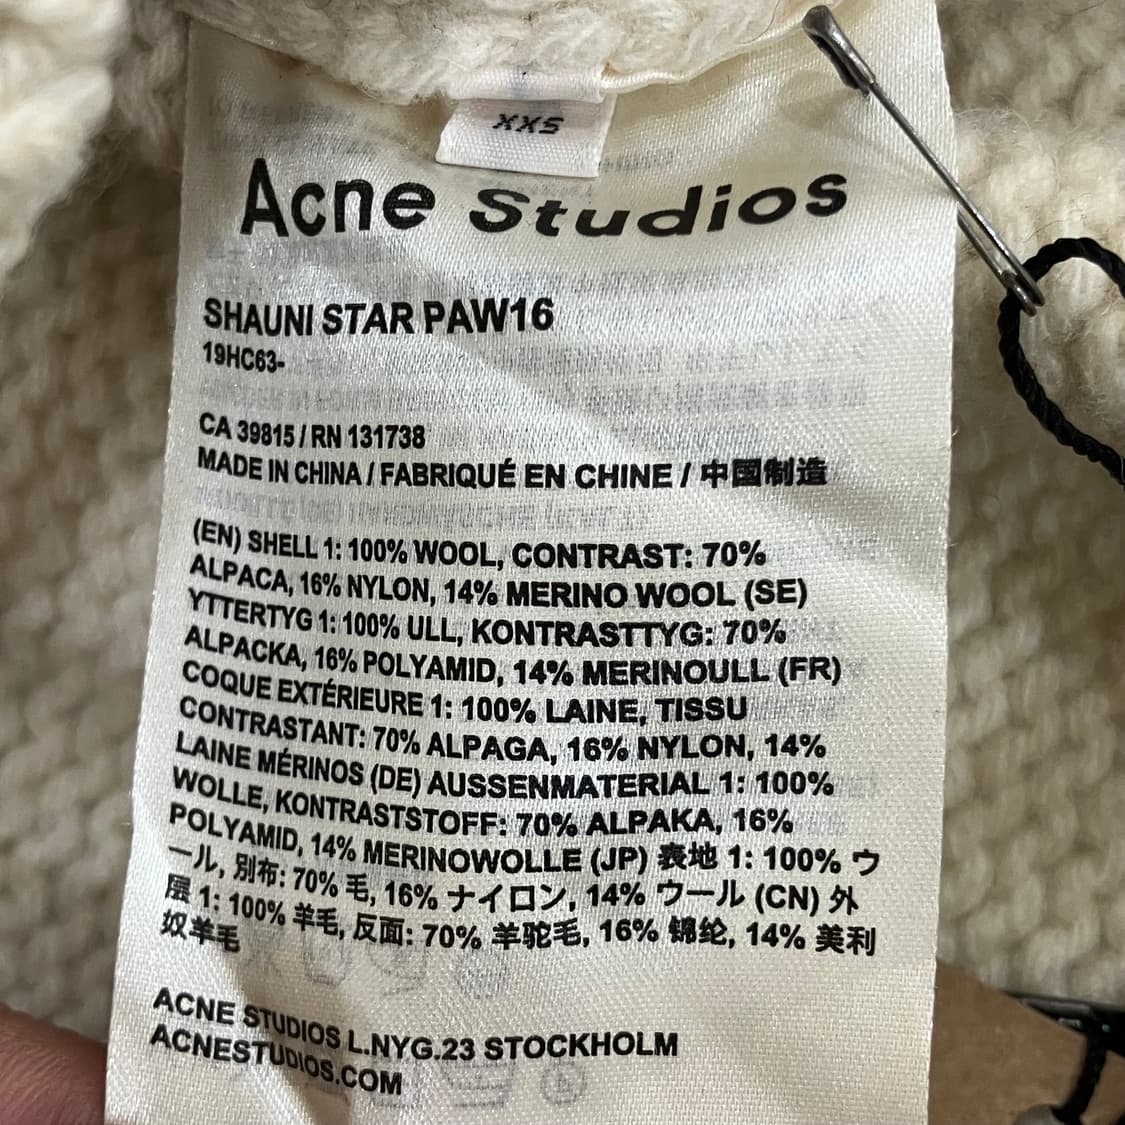 XXS
Acne Studios
SHAUNI STAR PAW16
19HC63-
CA 39815 / RN 131738
MADE IN CHINA / FABRIQUÉ EN CHINE / 中国制造
(EN) SHELL 1: 100% WOOL, CONTRAST: 70%
ALPACA, 16% NYLON, 14% MERINO WOOL (SE)
YTTERTYG 1: 100% ULL, KONTRASTTYG: 70%
ALPACKA, 16% POLYAMID, 14% MERINOULL (FR)
COQUE EXTÉRIEURE 1: 100% LAINE, TISSU
CONTRASTANT: 70% ALPAGA, 16% NYLON, 14%
LAINE MÉRINOS (DE) AUSSENMATERIAL 1: 100%
WOLLE, KONTRASTSTOFF: 70% ALPAKA, 16%
POLYAMID, 14% MERINOWOLLE (JP) 表地 1: 100% ウ
ール, 別布: 70% 毛, 16% ナイロン, 14% ウール (CN) 外
层 1: 100% 羊毛, 反面: 70% 羊驼毛, 16% 锦纶, 14% 美利
奴羊毛
ACNE STUDIOS L.NYG.23 STOCKHOLM
ACNESTUDIOS.COM